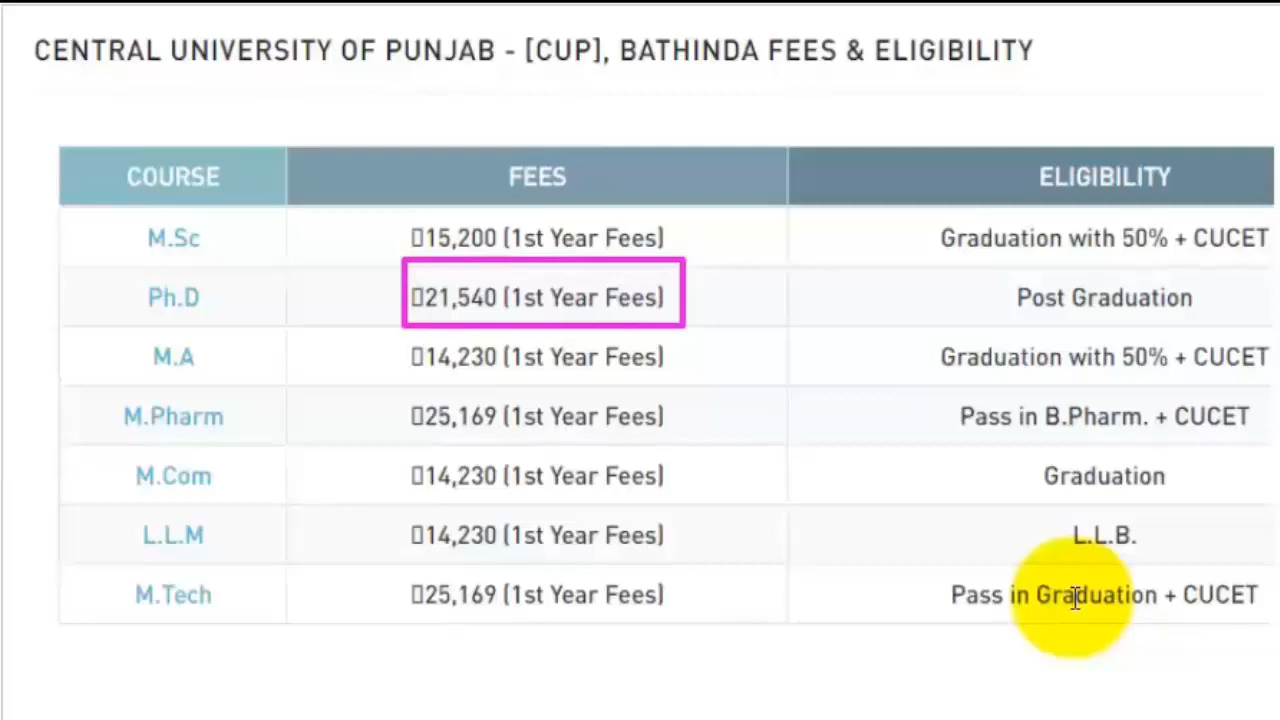 CENTRAL UNIVERSITY OF PUNJAB - [CUP], BATHINDA FEES & ELIGIBILITY
COURSE FEES ELIGIBILITY
M.Sc ▯15,200 (1st Year Fees) Graduation with 50% + CUCET
Ph.D ▯21,540 (1st Year Fees) Post Graduation
M.A ▯14,230 (1st Year Fees) Graduation with 50% + CUCET
M.Pharm ▯25,169 (1st Year Fees) Pass in B.Pharm. + CUCET
M.Com ▯14,230 (1st Year Fees) Graduation
L.L.M ▯14,230 (1st Year Fees) L.L.B.
M.Tech ▯25,169 (1st Year Fees) Pass in Graduation + CUCET